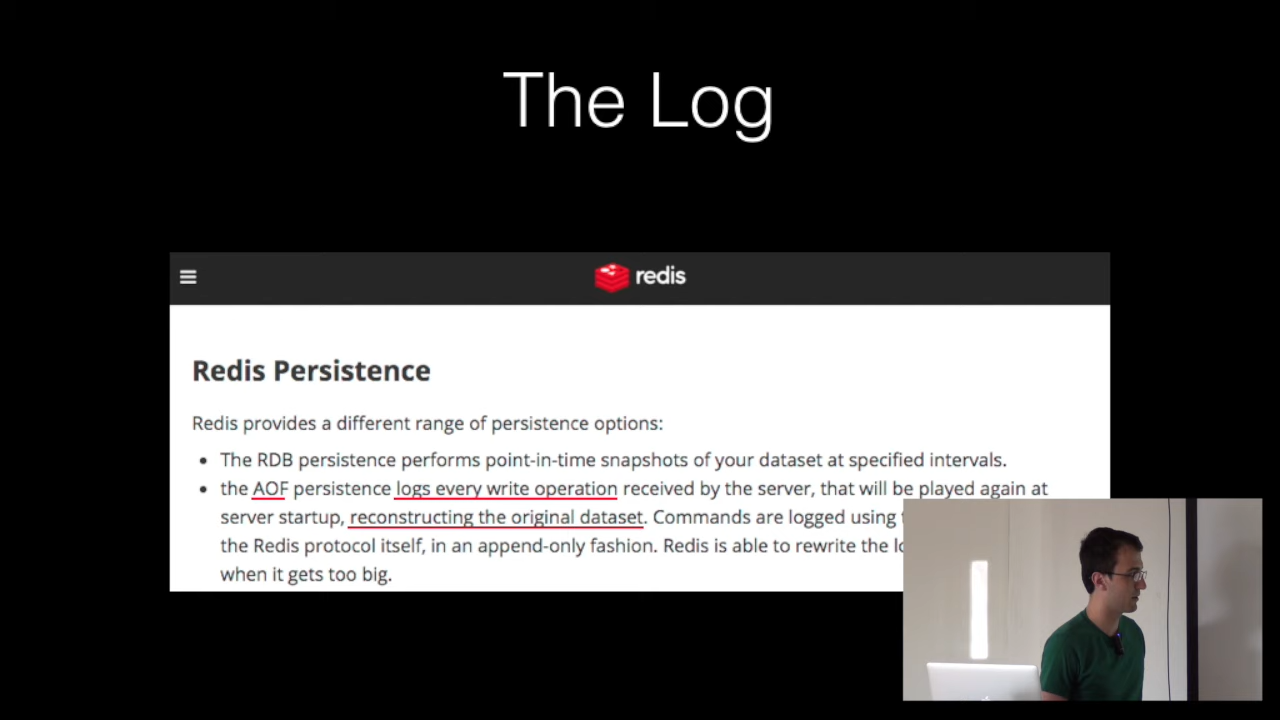 The Log
redis
Redis Persistence
Redis provides a different range of persistence options:
The RDB persistence performs point-in-time snapshots of your dataset at specified intervals.
the AOF persistence logs every write operation received by the server, that will be played again at
server startup, reconstructing the original dataset. Commands are logged using
the Redis protocol itself, in an append-only fashion. Redis is able to rewrite the
when it gets too big.